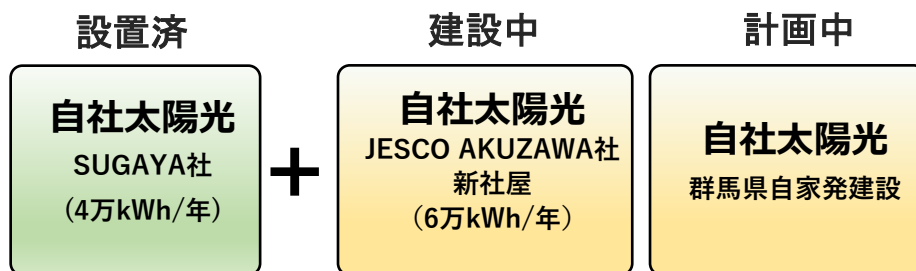 設置済
自社太陽光
SUGAYA社
（4万kWh/年）
+
建設中
自社太陽光
JESCO AKUZAWA社
新社屋
（6万kWh/年）
計画中
自社太陽光
群馬県自家発建設